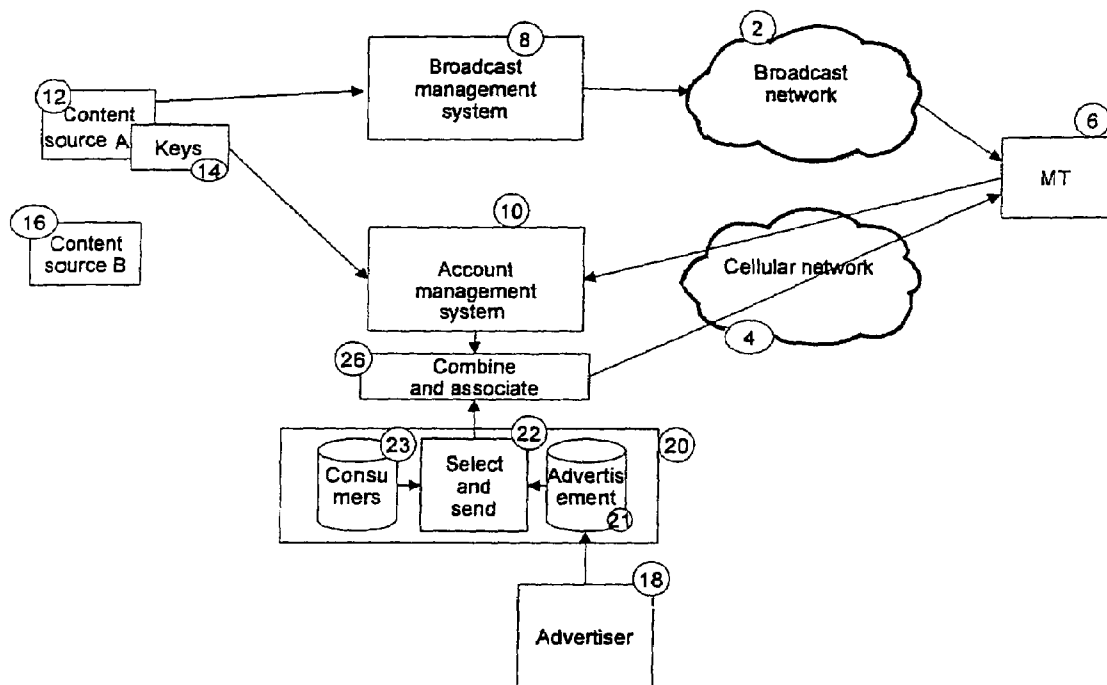 8
Broadcast
management
system
2
Broadcast
network
12
Content
source A
Keys
14
6
MT
16
Content
source B
10
Account
management
system
Cellular network
4
26
Combine
and associate
23
Consu
mers
22
Select
and
send
Advertis
ement
21
20
18
Advertiser